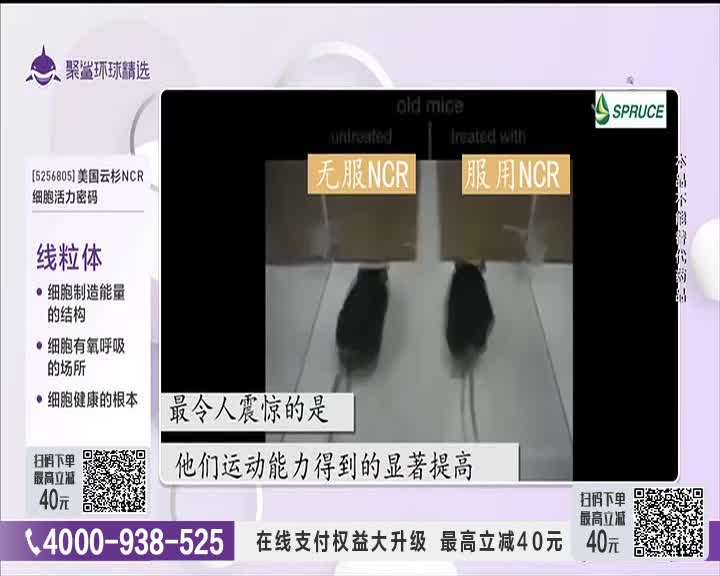 聚鲨环球精选
[5256805] 美国云杉NCR
细胞活力密码
线粒体
细胞制造能量
的结构
细胞有氧呼吸
的场所
细胞健康的根本
old mice
untreated
treated with
无服NCR
服用NCR
SPRUCE
本品不能替代药品
最令人震惊的是
他们运动能力得到的显著提高
扫码下单
最高立减
40元
4000-938-525
在线支付权益大升级 最高立减40元
扫码下单
最高立减
40元